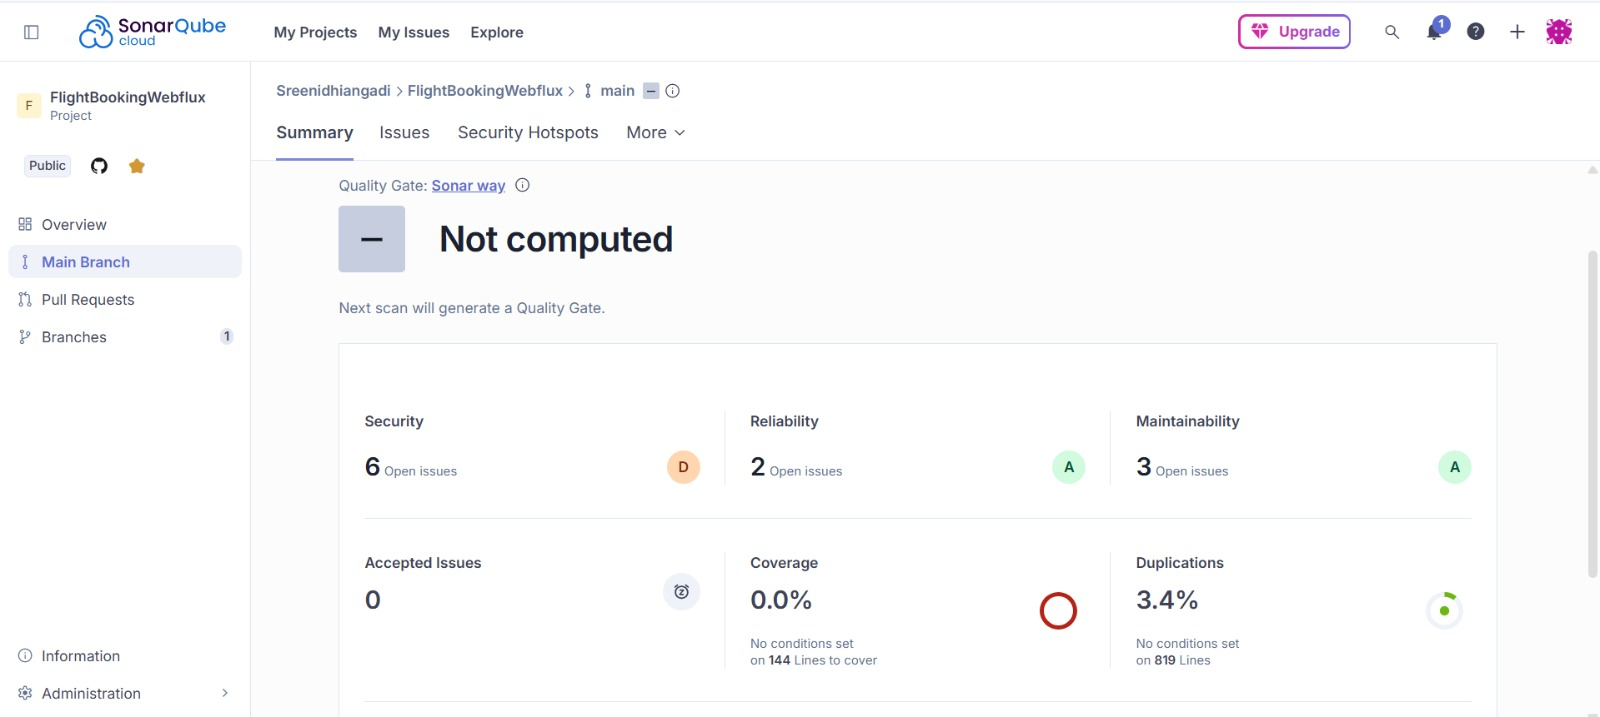 SonarQube cloud
My Projects My Issues Explore
Upgrade
1
F FlightBookingWebflux
Project
Public
Overview
Main Branch
Pull Requests
Branches 1
Information
Administration
Sreenidhiangadi > FlightBookingWebflux > main
Summary Issues Security Hotspots More
Quality Gate: Sonar way
Not computed
Next scan will generate a Quality Gate.
Security
6 Open issues D
Reliability
2 Open issues A
Maintainability
3 Open issues A
Accepted Issues
0
Coverage
0.0%
No conditions set
on 144 Lines to cover
Duplications
3.4%
No conditions set
on 819 Lines